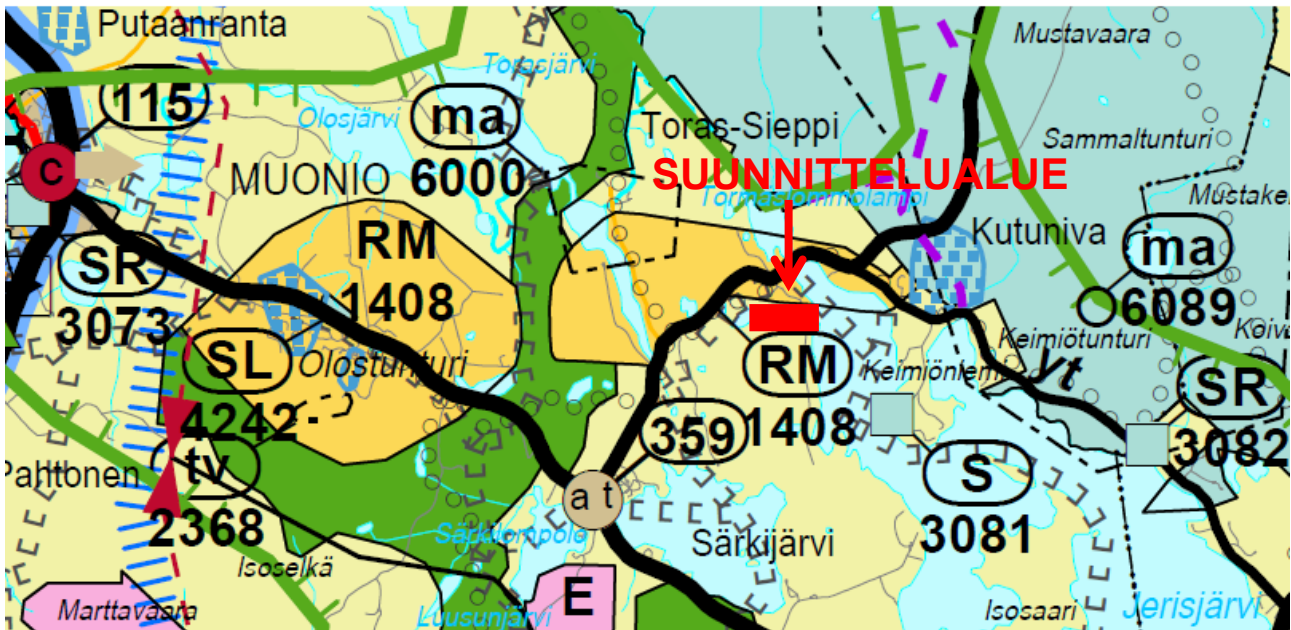 Putaanranta
115
Torasjärvi
Olosjärvi
ma
6000
Mustavaara
Toras-Sieppi
Sammaltunturi
c
MUONIO
SUUNNITTELUALUE
Kutuniva
ma
6089
RM
1408
SR
3073
SL
4242
Olostunturi
RM
1408
Keimiötunturi
yt
SR
3082
359
Pahtonen
tv
2368
a t
S
3081
Särkilompolo
Särkijärvi
Isoselkä
E
Marttavaara
Luusunjärvi
Isosaari
Jerisjärvi